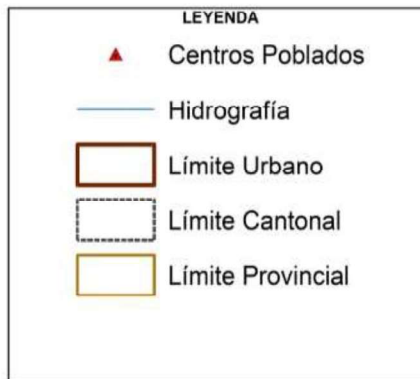 LEYENDA
Centros Poblados
Hidrografía
Límite Urbano
Límite Cantonal
Límite Provincial